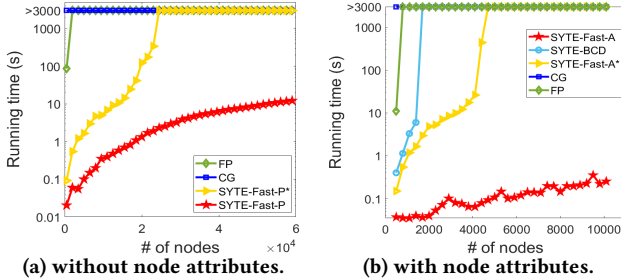 >3000
1000
100
10
1
0.1
0.01
Running time (s)
0
2
4
6
# of nodes
×10⁴
FP
CG
SYTE-Fast-P*
SYTE-Fast-P
(a) without node attributes.
>3000
1000
100
10
1
0.1
Running time (s)
0
2000
4000
6000
8000
10000
# of nodes
SYTE-Fast-A
SYTE-BCD
SYTE-Fast-A*
CG
FP
(b) with node attributes.